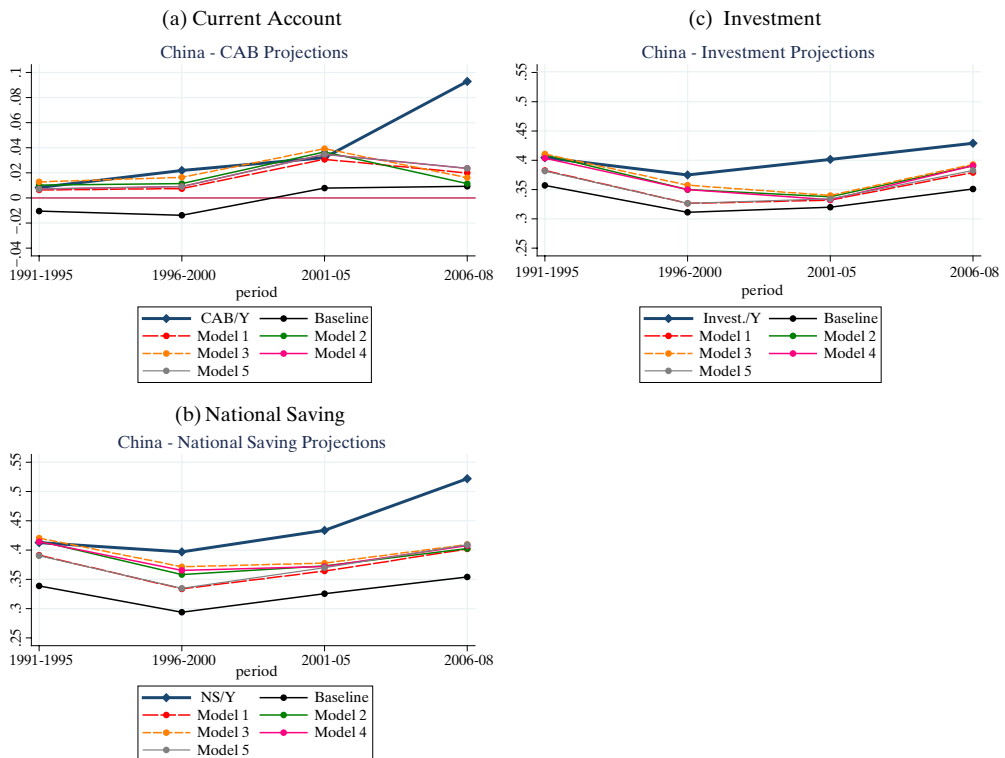 (a) Current Account
China - CAB Projections
.1
.08
.06
.04
.02
0
-.02
-.04
1991-1995 1996-2000 2001-05 2006-08
period
CAB/Y Baseline
Model 1 Model 2
Model 3 Model 4
Model 5
(c) Investment
China - Investment Projections
.55
.5
.45
.4
.35
.3
.25
1991-1995 1996-2000 2001-05 2006-08
period
Invest./Y Baseline
Model 1 Model 2
Model 3 Model 4
Model 5
(b) National Saving
China - National Saving Projections
.55
.5
.45
.4
.35
.3
.25
1991-1995 1996-2000 2001-05 2006-08
period
NS/Y Baseline
Model 1 Model 2
Model 3 Model 4
Model 5